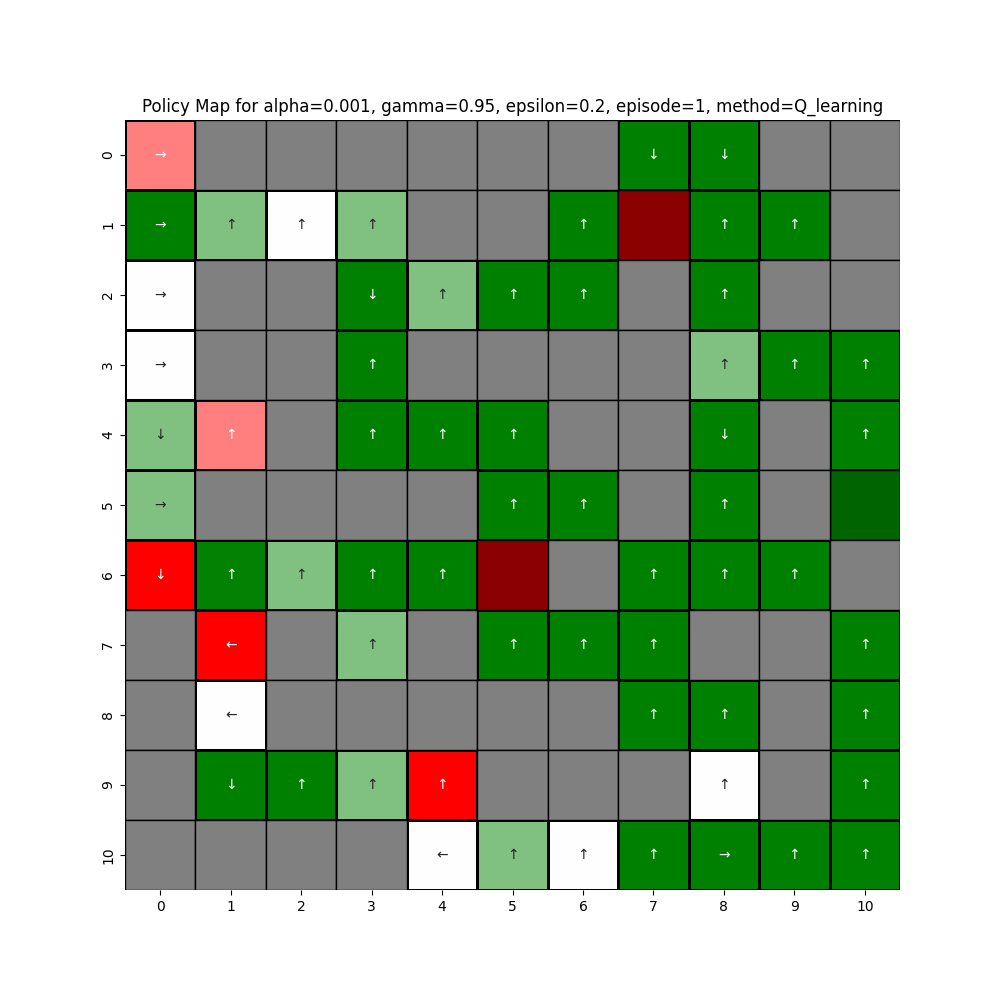 Policy Map for alpha=0.001, gamma=0.95, epsilon=0.2, episode=1, method=Q_learning
0 → ↓ ↓
1 → ↑ ↑ ↑ ↑ ↑ ↑
2 → ↓ ↑ ↑ ↑ ↑
3 → ↑ ↑ ↑ ↑
4 ↓ ↑ ↑ ↑ ↑ ↓ ↑
5 → ↑ ↑ ↑
6 ↓ ↑ ↑ ↑ ↑ ↑ ↑ ↑
7 ← ↑ ↑ ↑ ↑ ↑
8 ← ↑ ↑ ↑
9 ↓ ↑ ↑ ↑ ↑ ↑
10 ← ↑ ↑ ↑ → ↑ ↑
0 1 2 3 4 5 6 7 8 9 10